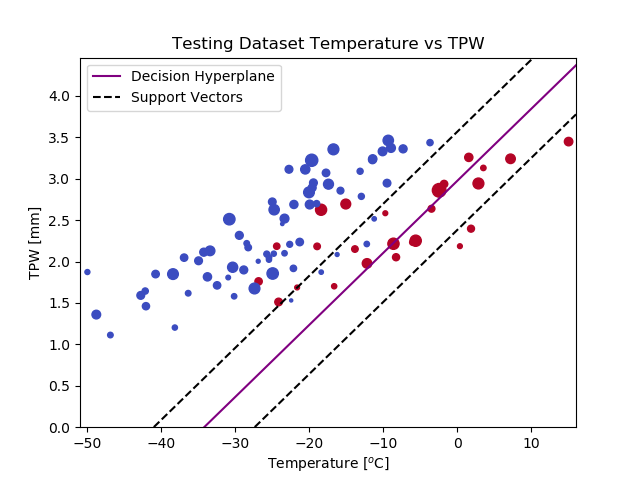 Testing Dataset Temperature vs TPW
Decision Hyperplane
Support Vectors
TPW [mm]
4.0
3.5
3.0
2.5
2.0
1.5
1.0
0.5
0.0
−50 −40 −30 −20 −10 0 10
Temperature [°C]